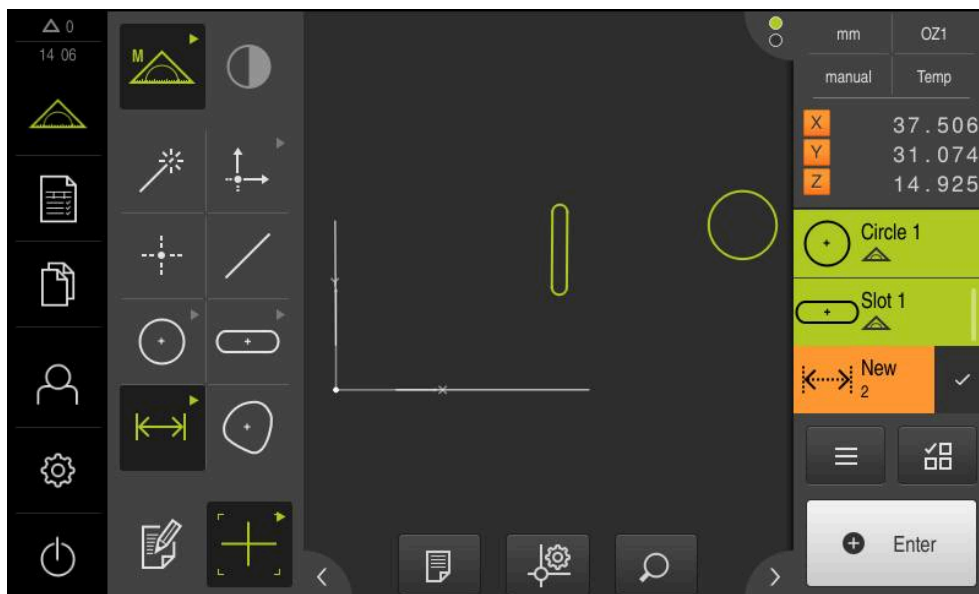 0
14 06
M
Y
X
mm
OZ1
manual
Temp
X 37.506
Y 31.074
Z 14.925
Circle 1
Slot 1
New
2
Enter